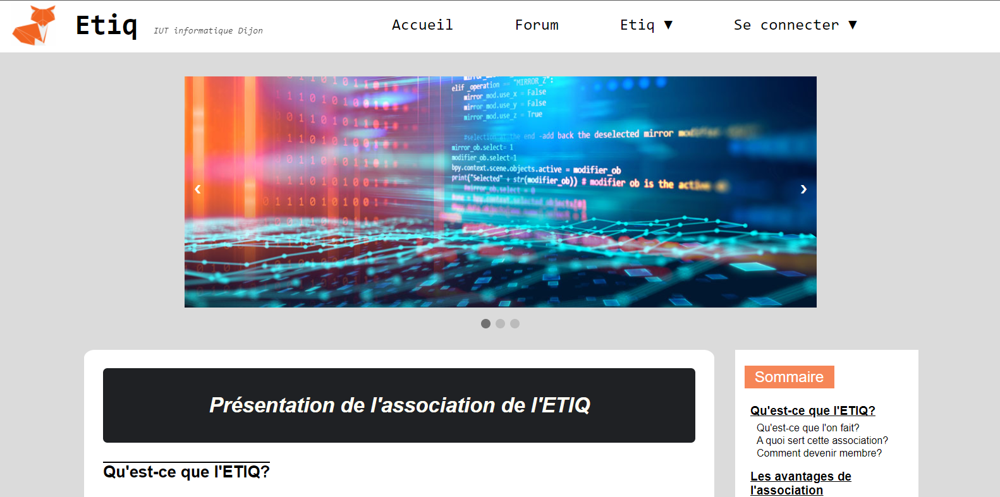 Etiq
IUT informatique Dijon
Accueil
Forum
Etiq ▼
Se connecter ▼
elif _operation == "MIRROR_Z":
mirror_mod.use_x = False
mirror_mod.use_y = False
mirror_mod.use_z = True
#selection at the end -add back the deselected mirror
mirror_ob.select= 1
modifier_ob.select=1
bpy.context.scene.objects.active = modifier_ob
print("Selected" + str(modifier_ob)) # modifier ob is the active
#mirror_ob.select = 0
❮
❯
Présentation de l'association de l'ETIQ
Qu'est-ce que l'ETIQ?
Sommaire
Qu'est-ce que l'ETIQ?
Qu'est-ce que l'on fait?
A quoi sert cette association?
Comment devenir membre?
Les avantages de
l'association